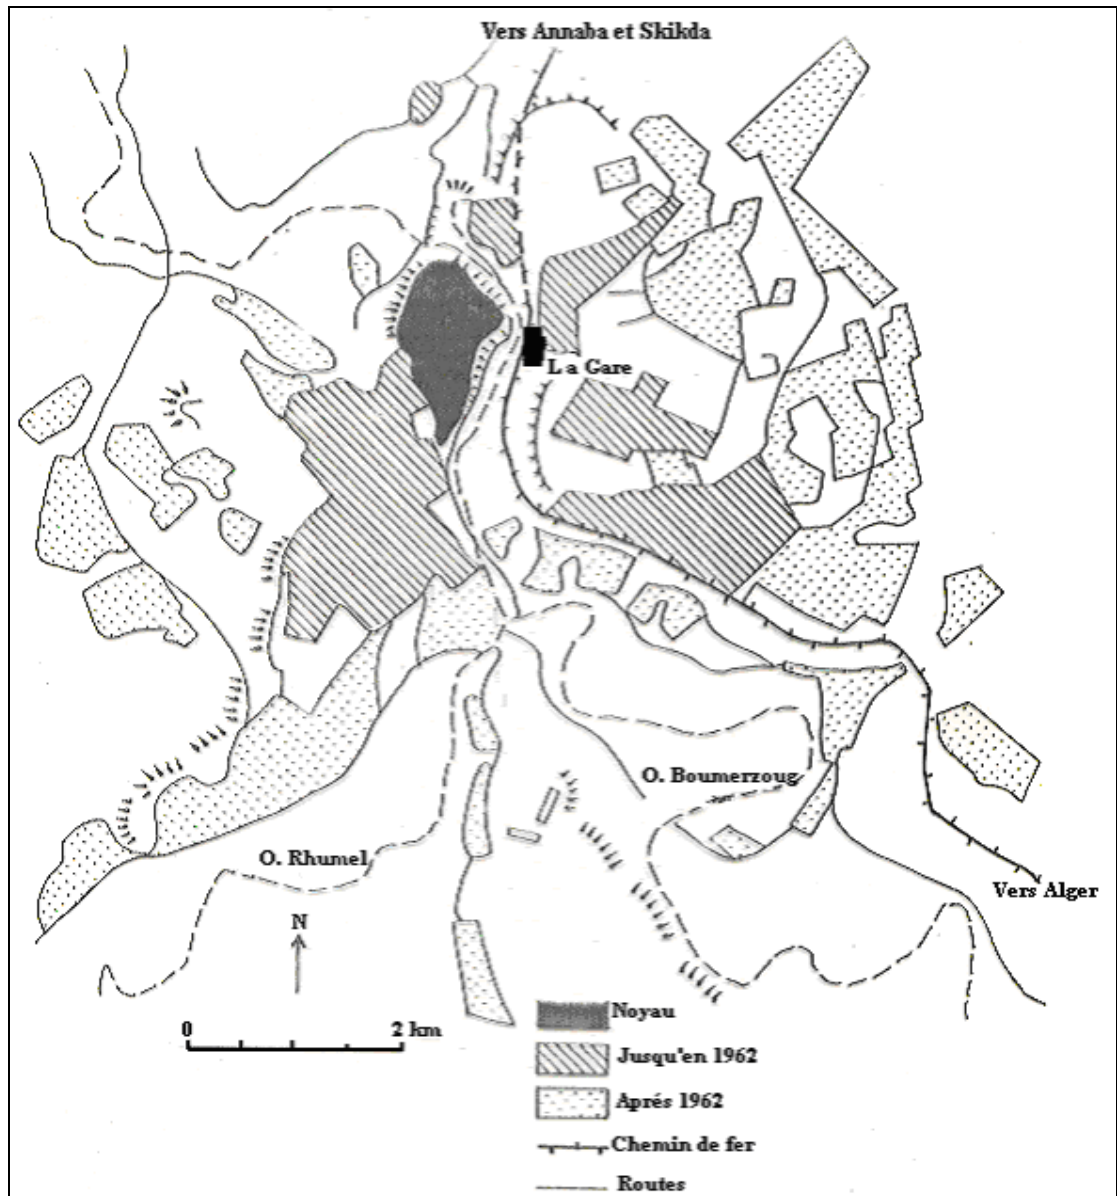 Vers Annaba et Skikda
L a Gare
O. Boumerzoug
O. Rhumel
Vers Alger
N
0 2 km
Noyau
Jusqu'en 1962
Aprés 1962
Chemin de fer
Routes